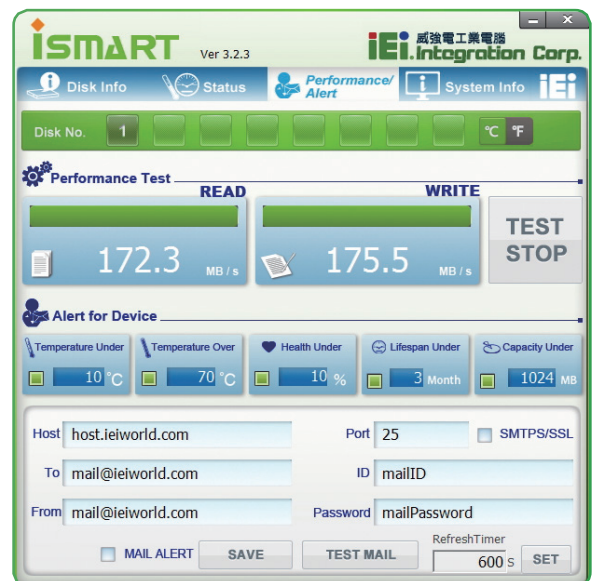 iSMART Ver 3.2.3
iEi 威強電工業電腦
.Integration Corp.
Disk Info Status Performance/ Alert System Info iEi
Disk No. 1 °C °F
Performance Test
READ WRITE
172.3 MB / s 175.5 MB / s TEST STOP
Alert for Device
Temperature Under Temperature Over Health Under Lifespan Under Capacity Under
10 °C 70 °C 10 % 3 Month 1024 MB
Host host.ieiworld.com Port 25 SMTPS/SSL
To mail@ieiworld.com ID mailID
From mail@ieiworld.com Password mailPassword
RefreshTimer
MAIL ALERT SAVE TEST MAIL 600 S SET